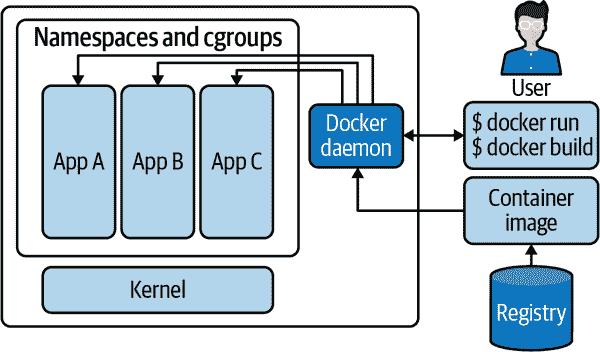 Namespaces and cgroups
App A
App B
App C
Docker
daemon
Kernel
User
$ docker run
$ docker build
Container
image
Registry